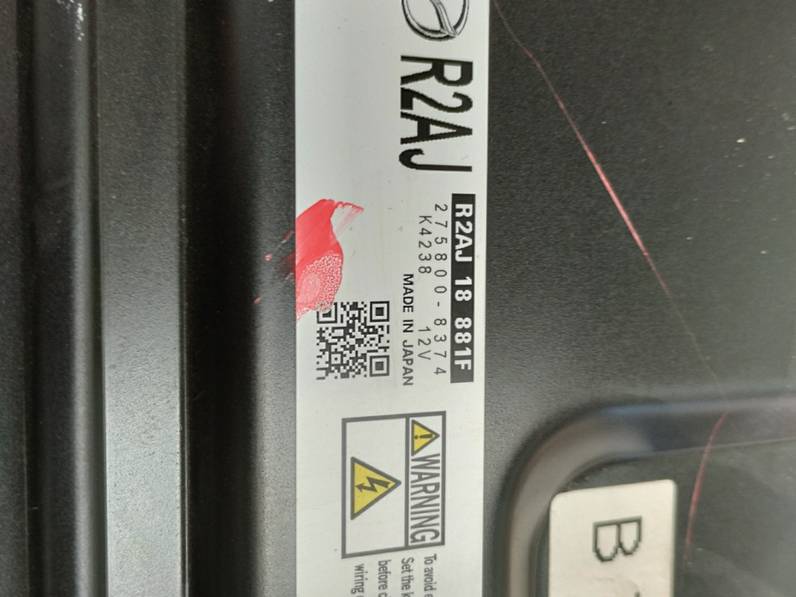 R2AJ
R2AJ 18 881F
275800-8374
K4238 12V
MADE IN JAPAN
WARNING
To avoid
Set the
before
wiring
B